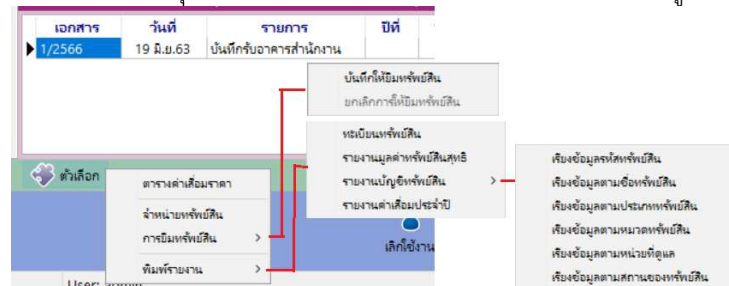 เอกสาร วันที่ รายการ ปีที่
1/2566 19 มิ.ย.63 บันทึกรับอาคารสำนักงาน
บันทึกให้ยืมทรัพย์สิน
ยกเลิกการให้ยืมทรัพย์สิน
ทะเบียนทรัพย์สิน
รายงานมูลค่าทรัพย์สินสุทธิ
รายงานบัญชีทรัพย์สิน >
รายงานค่าเสื่อมประจำปี
เรียงข้อมูลรหัสทรัพย์สิน
เรียงข้อมูลตามชื่อทรัพย์สิน
เรียงข้อมูลตามประเภททรัพย์สิน
เรียงข้อมูลตามหมวดทรัพย์สิน
เรียงข้อมูลตามหน่วยที่ดูแล
เรียงข้อมูลตามสถานของทรัพย์สิน
ตัวเลือก
ตารางค่าเสื่อมราคา
จำหน่ายทรัพย์สิน
การยืมทรัพย์สิน >
พิมพ์รายงาน >
เลิกใช้งาน
User: